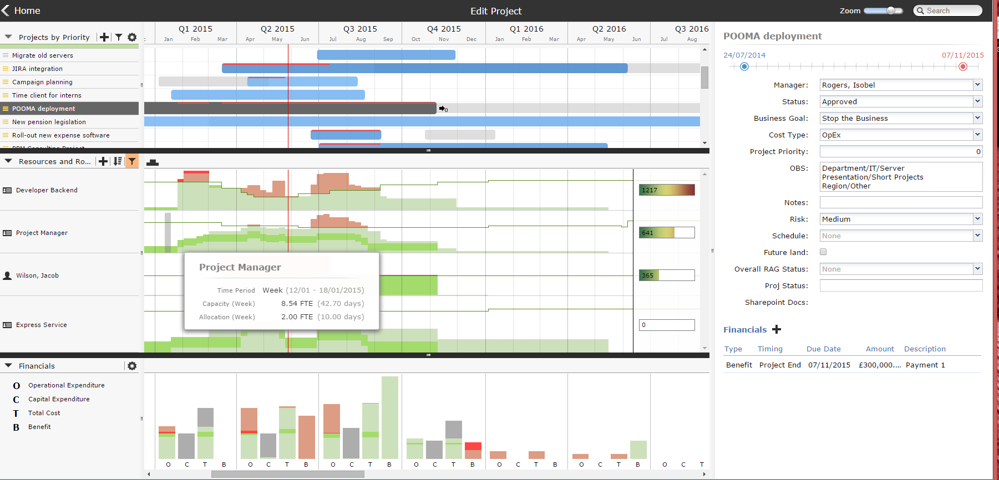 Home
Edit Project
Zoom
Search
Projects by Priority
Q1 2015 Q2 2015 Q3 2015 Q4 2015 Q1 2016 Q2 2016 Q3 2016
Jan Feb Mar Apr May Jun Jul Aug Sep Oct Nov Dec Jan Feb Mar Apr May Jun Jul Aug
Migrate old servers
JIRA integration
Campaign planning
Time client for interns
POOMA deployment
0
New pension legislation
Roll-out new expense software
Resources and Ro...
Developer Backend
1217
Project Manager
641
Wilson, Jacob
365
Express Service
0
Project Manager
Time Period Week (12/01 - 18/01/2015)
Capacity (Week) 8.54 FTE (42.70 days)
Allocation (Week) 2.00 FTE (10.00 days)
Financials
O Operational Expenditure
C Capital Expenditure
T Total Cost
B Benefit
O C T B O C T B O C T B O C T B O C T B O C T B O C T
POOMA deployment
24/07/2014 07/11/2015
Manager: Rogers, Isobel
Status: Approved
Business Goal: Stop the Business
Cost Type: OpEx
Project Priority: 0
OBS: Department/IT/Server
Presentation/Short Projects
Region/Other
Notes:
Risk: Medium
Schedule: None
Future land:
Overall RAG Status: None
Proj Status:
Sharepoint Docs:
Financials
Type Timing Due Date Amount Description
Benefit Project End 07/11/2015 £300,000.... Payment 1